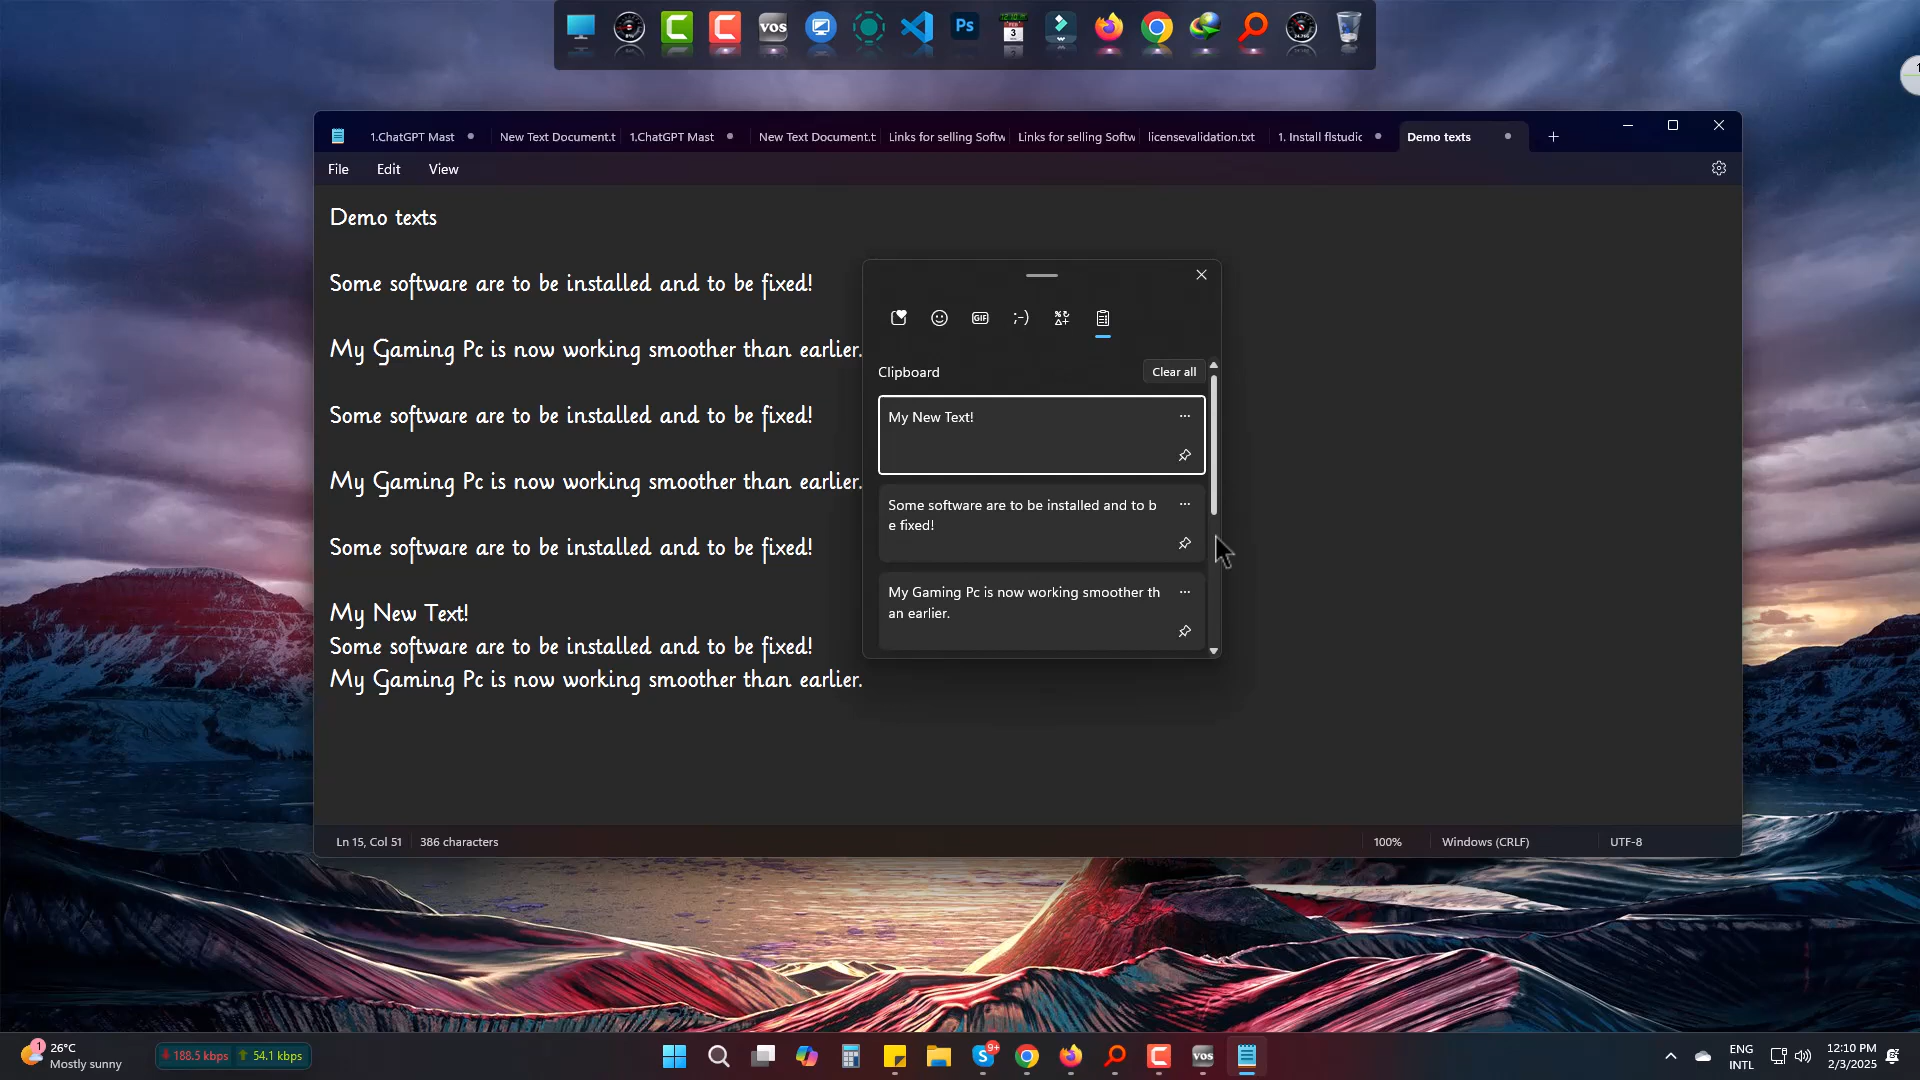 VOS
Ps
FEB
3
1.ChatGPT Mast
New Text Document.t
1.ChatGPT Mast
New Text Document.t
Links for selling Softw
Links for selling Softw
licensevalidation.txt
1. Install flstudic
Demo texts
File
Edit
View
Demo texts
Some software are to be installed and to be fixed!
My Gaming Pc is now working smoother than earlier.
Some software are to be installed and to be fixed!
My Gaming Pc is now working smoother than earlier.
Some software are to be installed and to be fixed!
My New Text!
Some software are to be installed and to be fixed!
My Gaming Pc is now working smoother than earlier.
GIF
;-)
Clipboard
Clear all
My New Text!
Some software are to be installed and to b
e fixed!
My Gaming Pc is now working smoother th
an earlier.
Ln 15, Col 51
386 characters
100%
Windows (CRLF)
UTF-8
1
26°C
Mostly sunny
188.5 kbps
54.1 kbps
S
9+
VOS
ENG
INTL
12:10 PM
2/3/2025